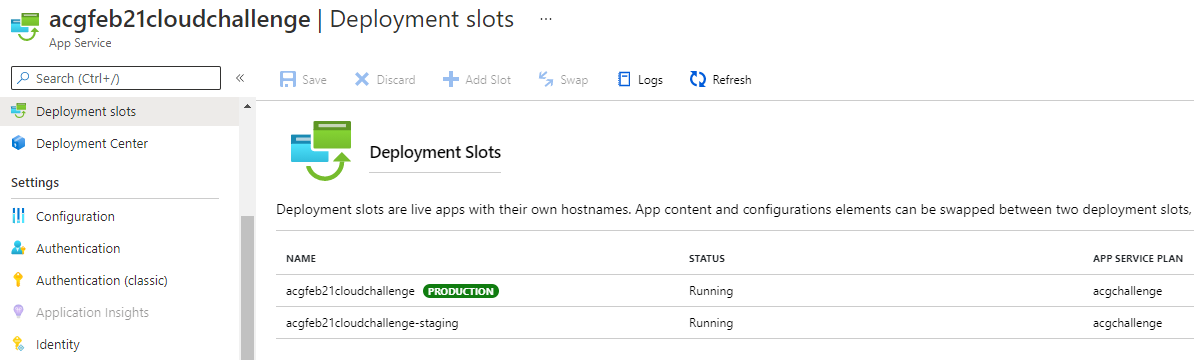 acgfeb21cloudchallenge | Deployment slots ...
App Service
Search (Ctrl+/) «
Save Discard Add Slot Swap Logs Refresh
Deployment slots
Deployment Center
Settings
Configuration
Authentication
Authentication (classic)
Application Insights
Identity
Deployment Slots
Deployment slots are live apps with their own hostnames. App content and configurations elements can be swapped between two deployment slots,
NAME STATUS APP SERVICE PLAN
acgfeb21cloudchallenge PRODUCTION Running acgchallenge
acgfeb21cloudchallenge-staging Running acgchallenge